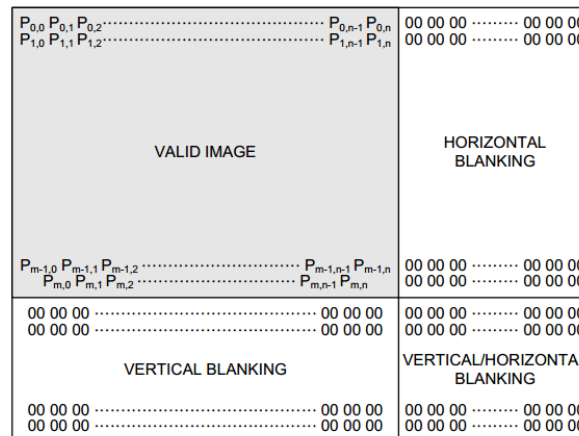 P0,0 P0,1 P0,2 ........................................ P0,n-1 P0,n 00 00 00 ......... 00 00 00
P1,0 P1,1 P1,2 ........................................ P1,n-1 P1,n 00 00 00 ......... 00 00 00
VALID IMAGE
HORIZONTAL
BLANKING
Pm-1,0 Pm-1,1 Pm-1,2 ............................. Pm-1,n-1 Pm-1,n 00 00 00 ......... 00 00 00
Pm,0 Pm,1 Pm,2 ............................. Pm,n-1 Pm,n 00 00 00 ......... 00 00 00
00 00 00 ........................................ 00 00 00 00 00 00 ......... 00 00 00
00 00 00 ........................................ 00 00 00 00 00 00 ......... 00 00 00
VERTICAL BLANKING
VERTICAL/HORIZONTAL
BLANKING
00 00 00 ........................................ 00 00 00 00 00 00 ......... 00 00 00
00 00 00 ........................................ 00 00 00 00 00 00 ......... 00 00 00